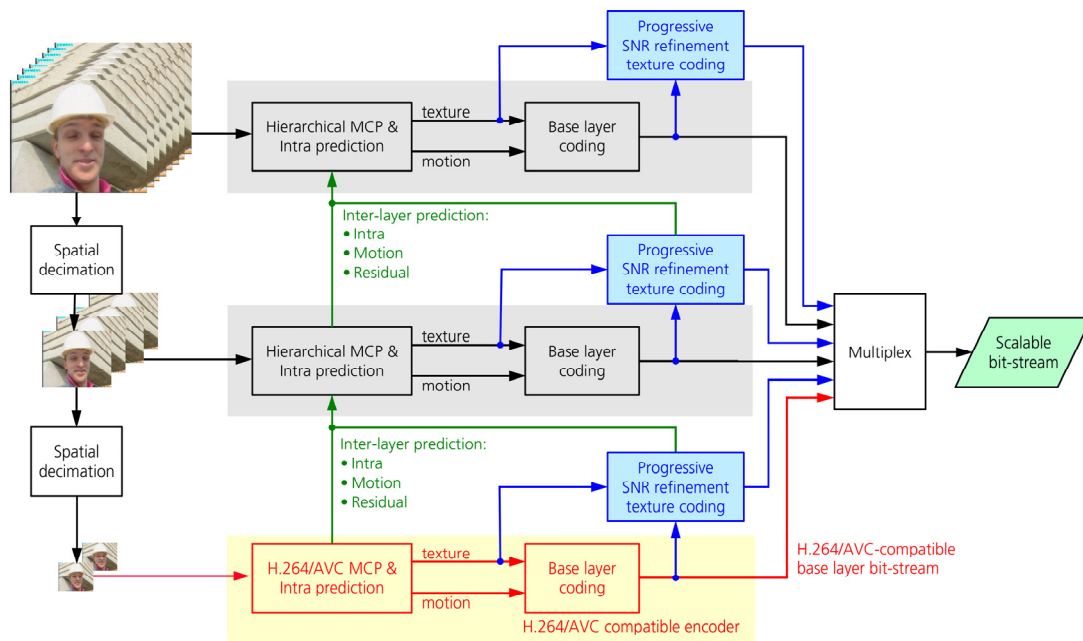 Progressive
SNR refinement
texture coding
Hierarchical MCP &
Intra prediction
texture
motion
Base layer
coding
Inter-layer prediction:
• Intra
• Motion
• Residual
Spatial
decimation
Progressive
SNR refinement
texture coding
Hierarchical MCP &
Intra prediction
texture
motion
Base layer
coding
Multiplex
Scalable
bit-stream
Spatial
decimation
Inter-layer prediction:
• Intra
• Motion
• Residual
Progressive
SNR refinement
texture coding
H.264/AVC MCP &
Intra prediction
texture
motion
Base layer
coding
H.264/AVC-compatible
base layer bit-stream
H.264/AVC compatible encoder